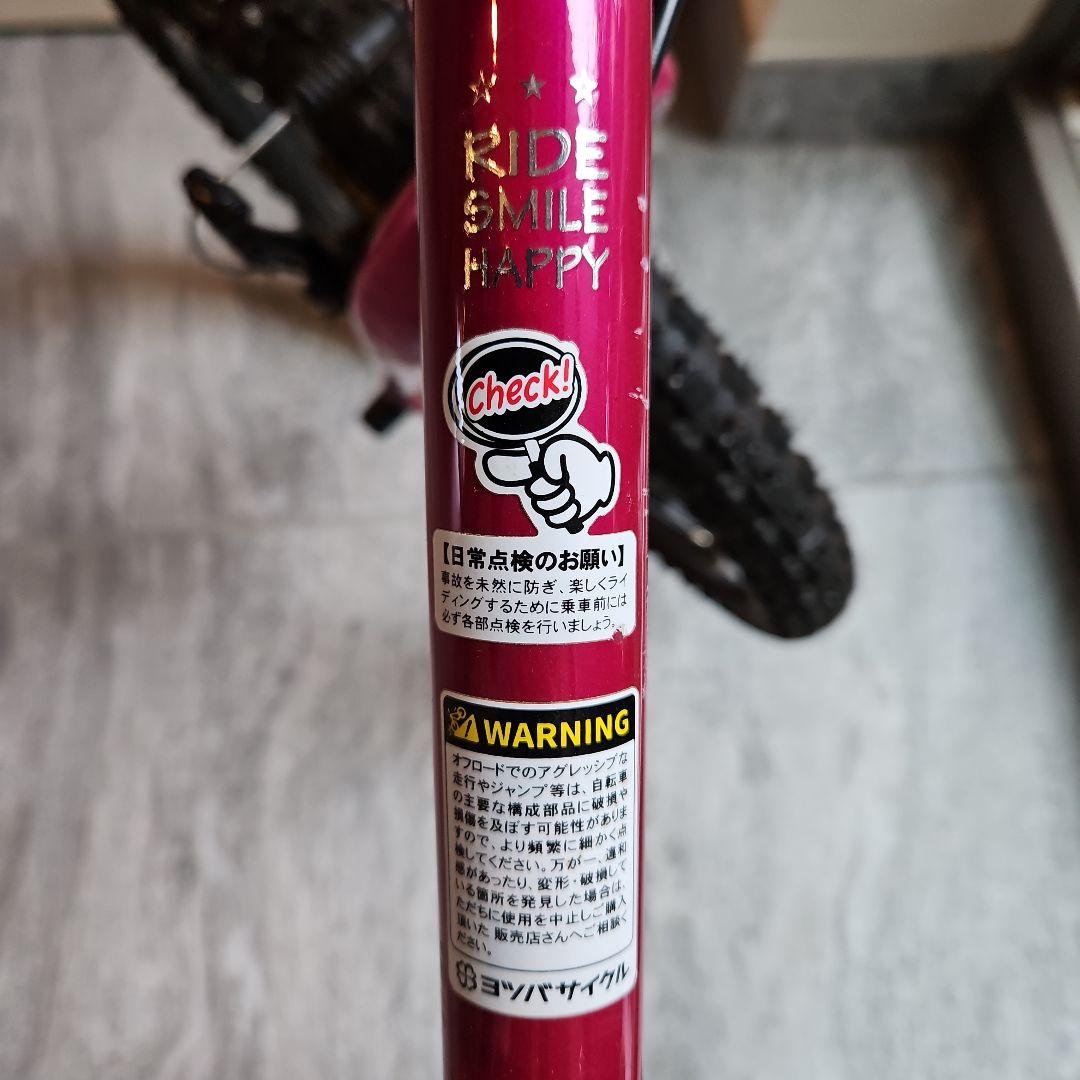 RIDE
SMILE
HAPPY
Check!
【日常点検のお願い】
事故を未然に防ぎ、楽しくライ
ディングするために乗車前には
必ず各部点検を行いましょう。
WARNING
オフロードでのアグレッシブな
走行やジャンプ等は、自転車
の主要な構成部品に破損や
損傷を及ぼす可能性がありま
すので、より頻繁に細かく点
検してください。万が一、違和
感があったり、変形・破損して
いる箇所を発見した場合は、
ただちに使用を中止しご購入
頂いた 販売店さんへご相談く
ださい。
ヨツバサイクル